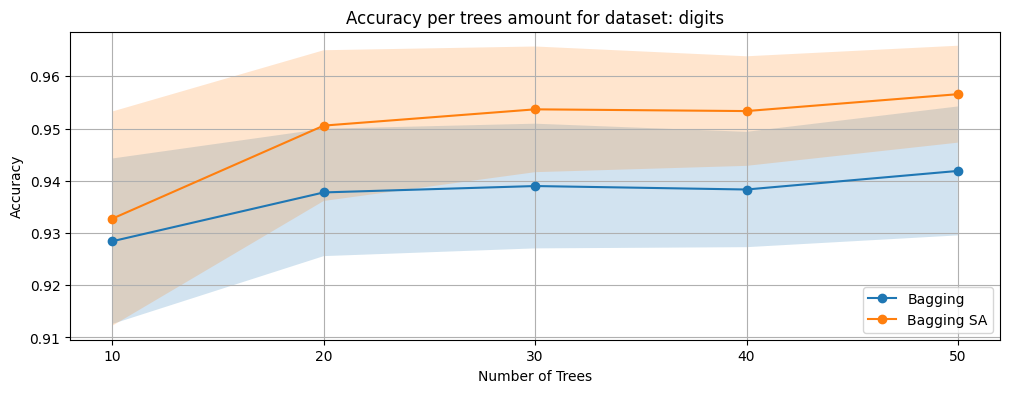 Accuracy per trees amount for dataset: digits
Accuracy
0.96
0.95
0.94
0.93
0.92
0.91
10 20 30 40 50
Number of Trees
Bagging
Bagging SA